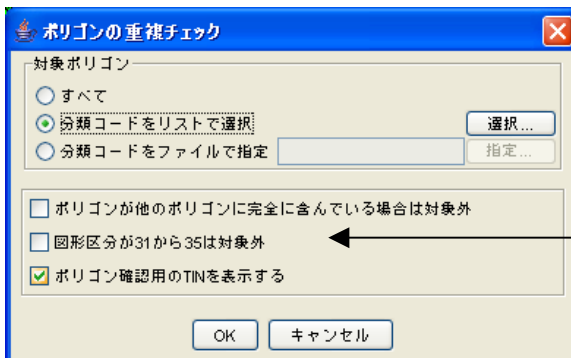 ポリゴンの重複チェック
対象ポリゴン
すべて
分類コードをリストで選択 選択...
分類コードをファイルで指定 指定...
ポリゴンが他のポリゴンに完全に含んでいる場合は対象外
図形区分が31から35は対象外
ポリゴン確認用のTINを表示する
OK キャンセル